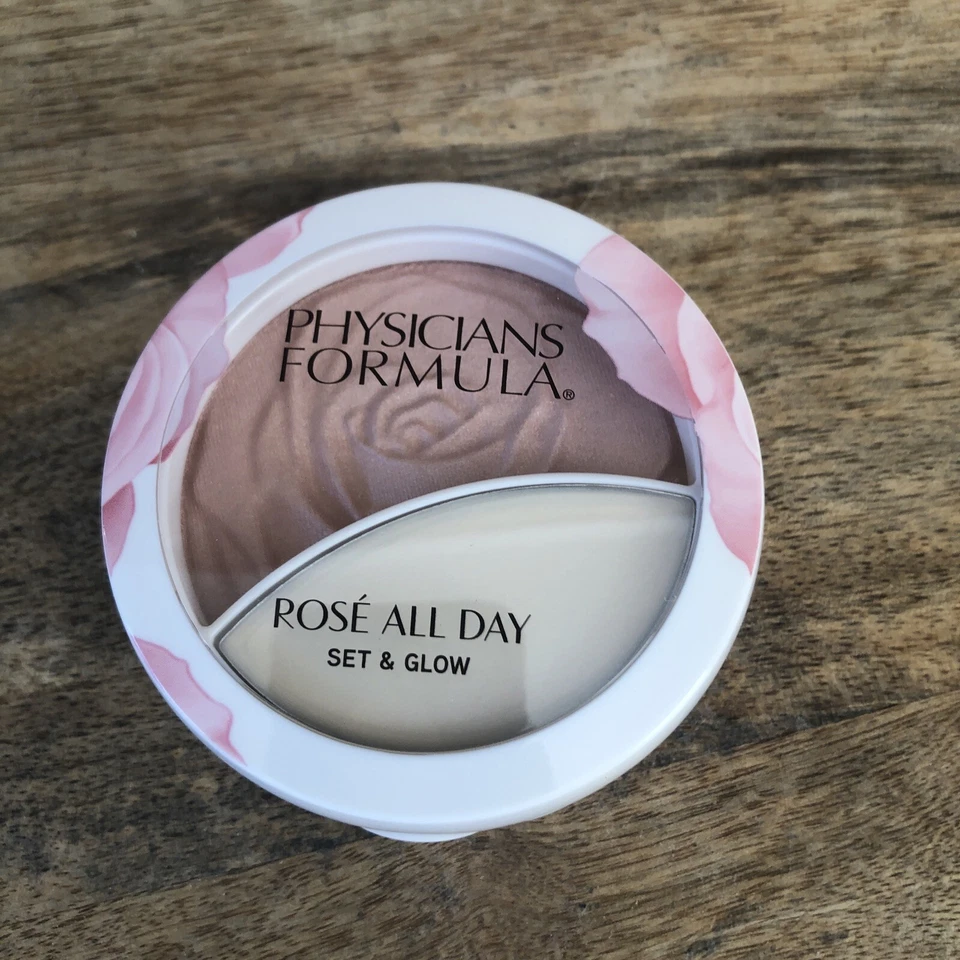 PHYSICIANS
FORMULA®
ROSÉ ALL DAY
SET & GLOW